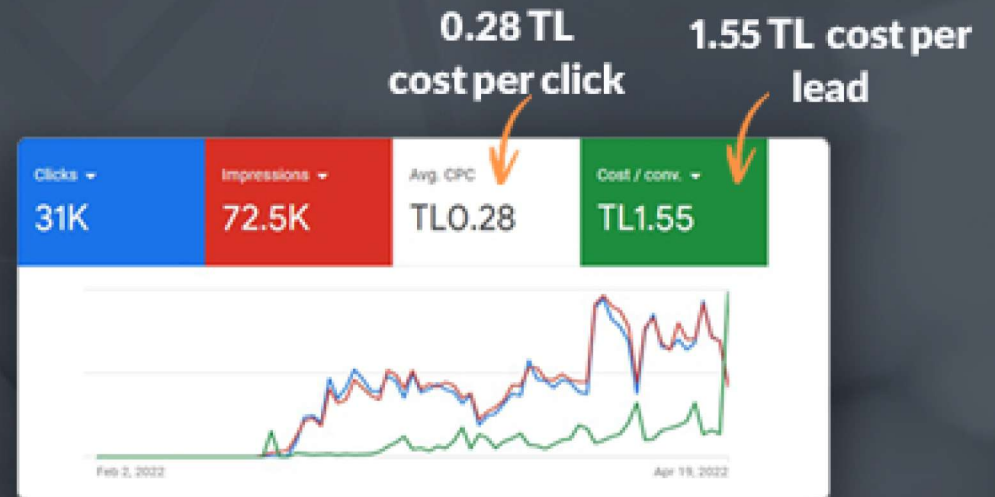 0.28 TL
cost per click
1.55 TL cost per
lead
Clicks
Impressions
Avg. CPC
Cost / conv.
31K
72.5K
TL0.28
TL1.55
Feb 2, 2022
Apr 19, 2022